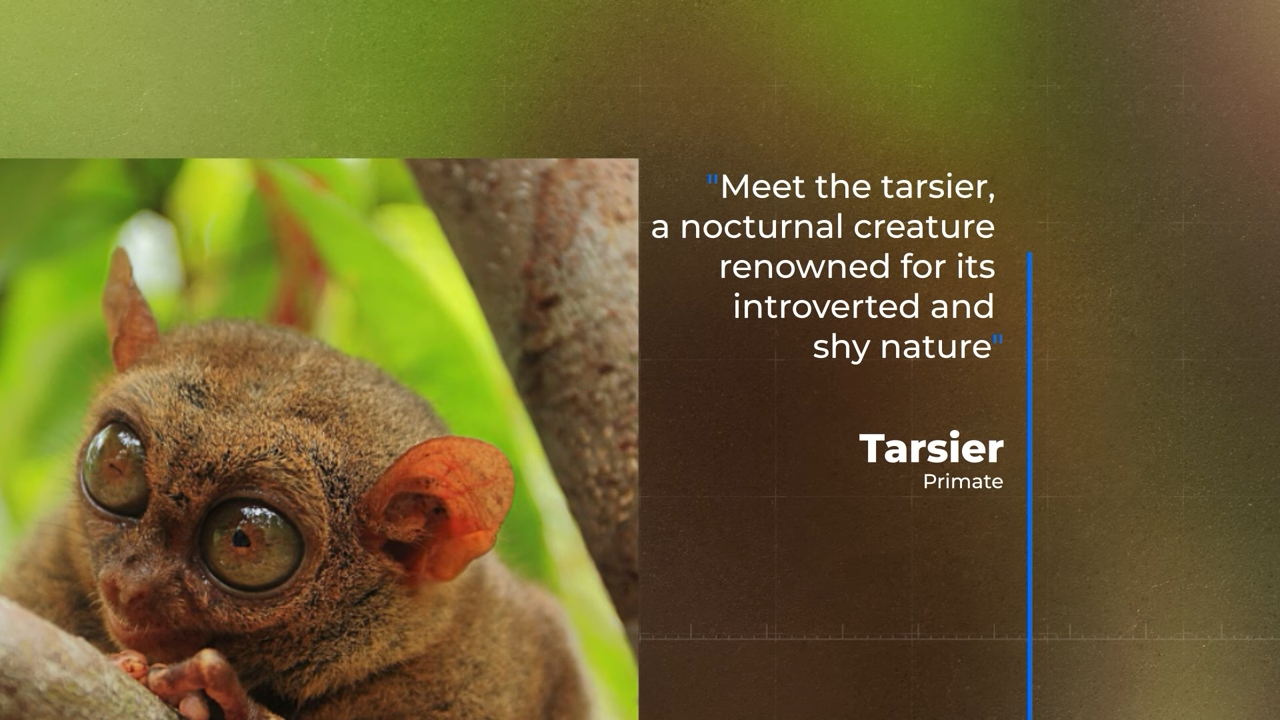 "Meet the tarsier,
a nocturnal creature
renowned for its
introverted and
shy nature"
Tarsier
Primate